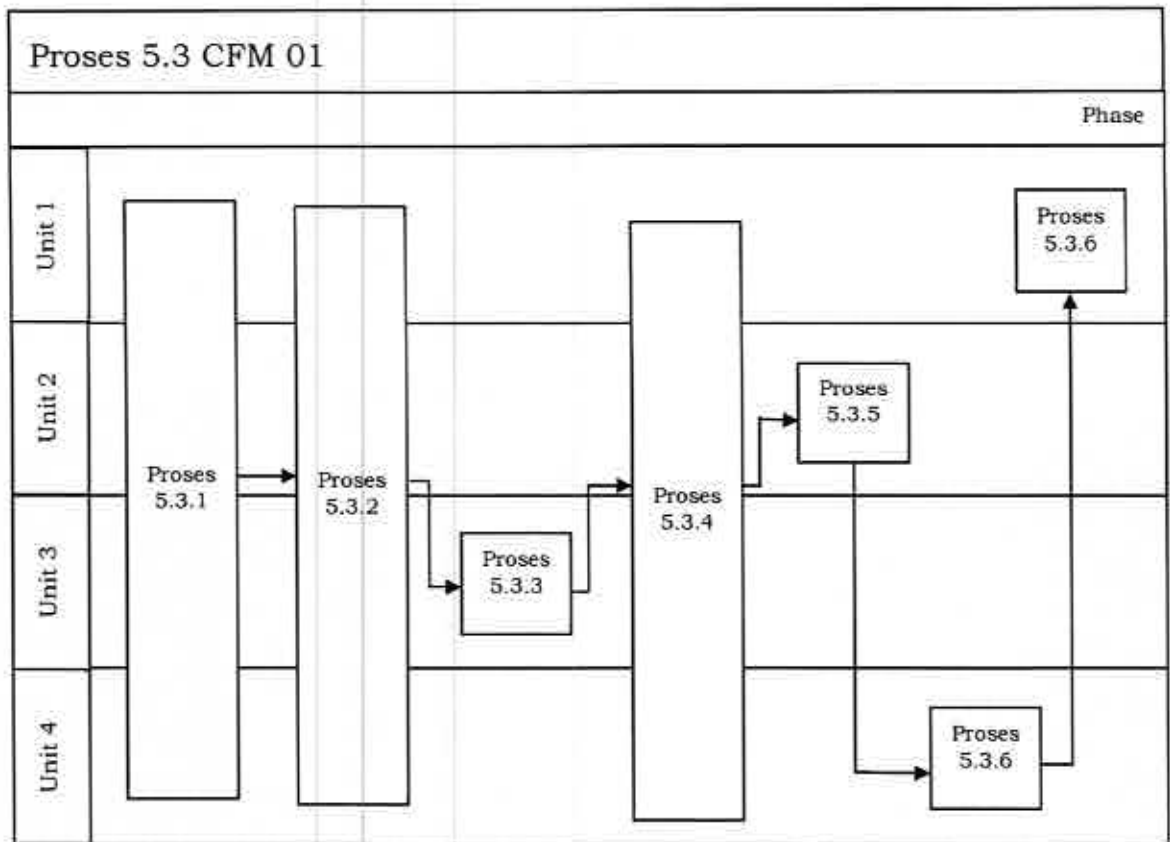 Proses 5.3 CFM 01
Phase
Unit 1
Proses
5.3.6
Unit 2
Proses
5.3.5
Proses
5.3.1
Proses
5.3.2
Proses
5.3.4
Unit 3
Proses
5.3.3
Unit 4
Proses
5.3.6